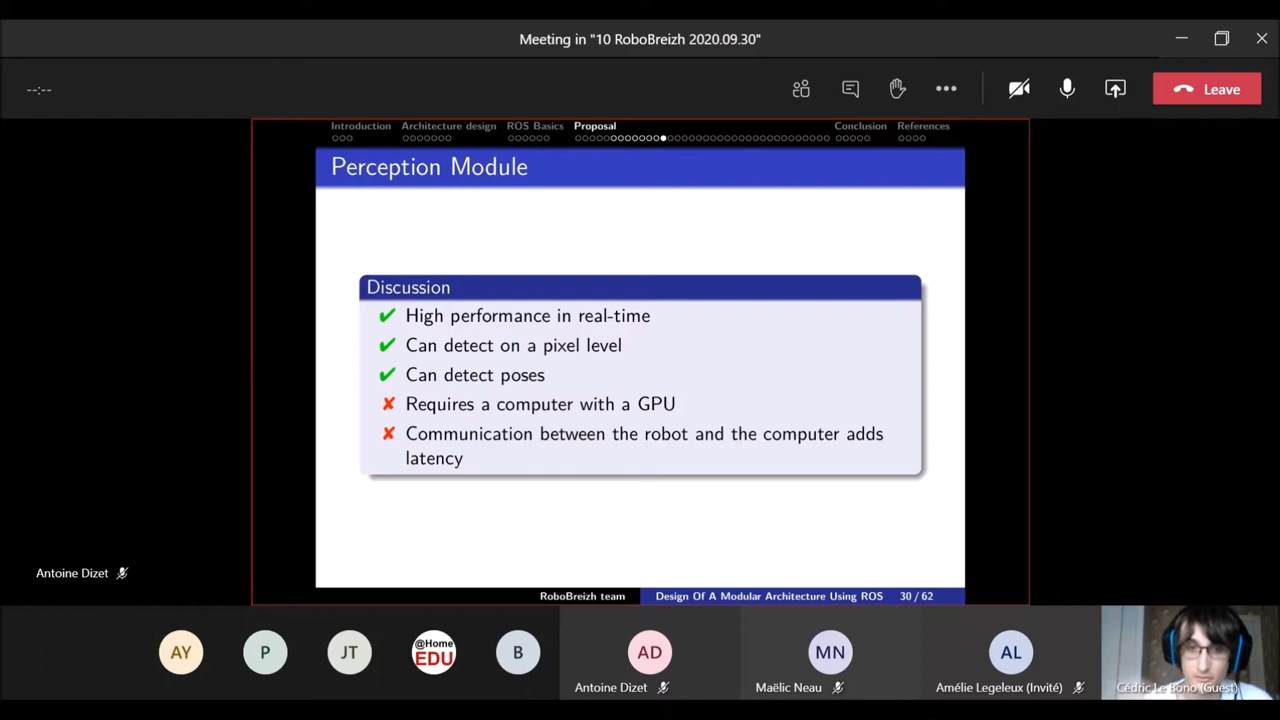 Meeting in "10 RoboBreizh 2020.09.30"
--:--
Leave
Introduction Architecture design ROS Basics Proposal Conclusion References
Perception Module
Discussion
✔ High performance in real-time
✔ Can detect on a pixel level
✔ Can detect poses
✘ Requires a computer with a GPU
✘ Communication between the robot and the computer adds
latency
Antoine Dizet
RoboBreizh team Design Of A Modular Architecture Using ROS 30 / 62
AY P JT @Home EDU B AD MN AL
Antoine Dizet Maëlic Neau Amélie Legeleux (Invité) Cédric Le Bono (Guest)